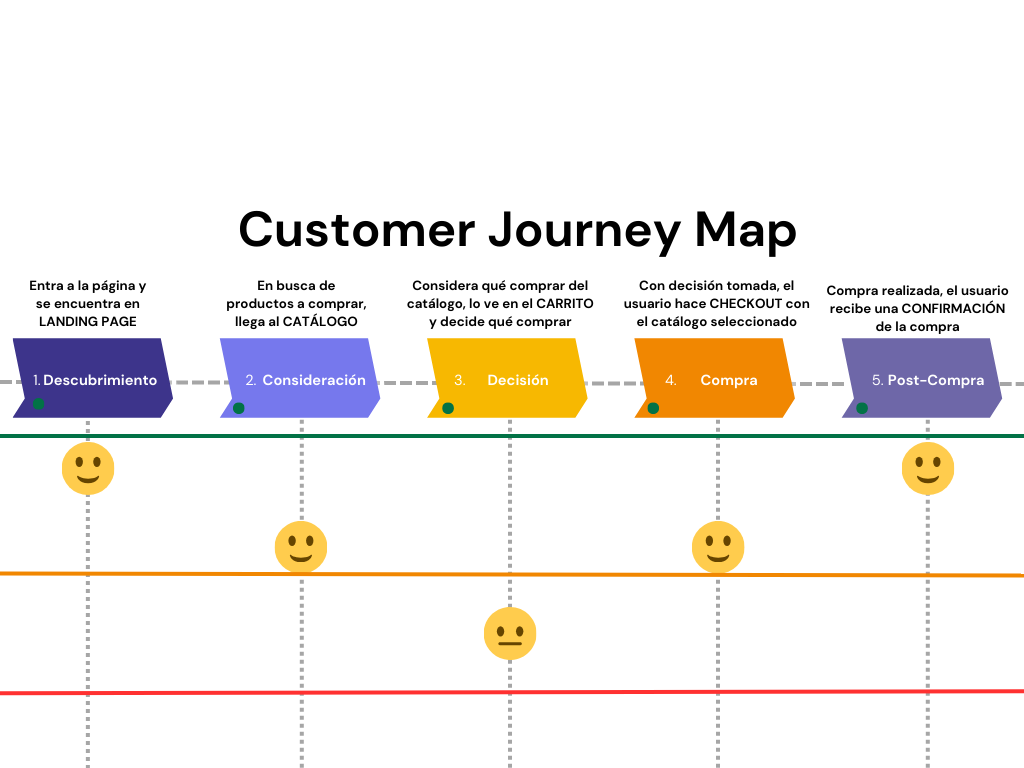 Customer Journey Map
Entra a la página y
se encuentra en
LANDING PAGE
En busca de
productos a comprar,
llega al CATÁLOGO
Considera qué comprar del
catálogo, lo ve en el CARRITO
y decide qué comprar
Con decisión tomada, el
usuario hace CHECKOUT con
el catálogo seleccionado
Compra realizada, el usuario
recibe una CONFIRMACIÓN
de la compra
1. Descubrimiento
2. Consideración
3. Decisión
4. Compra
5. Post-Compra